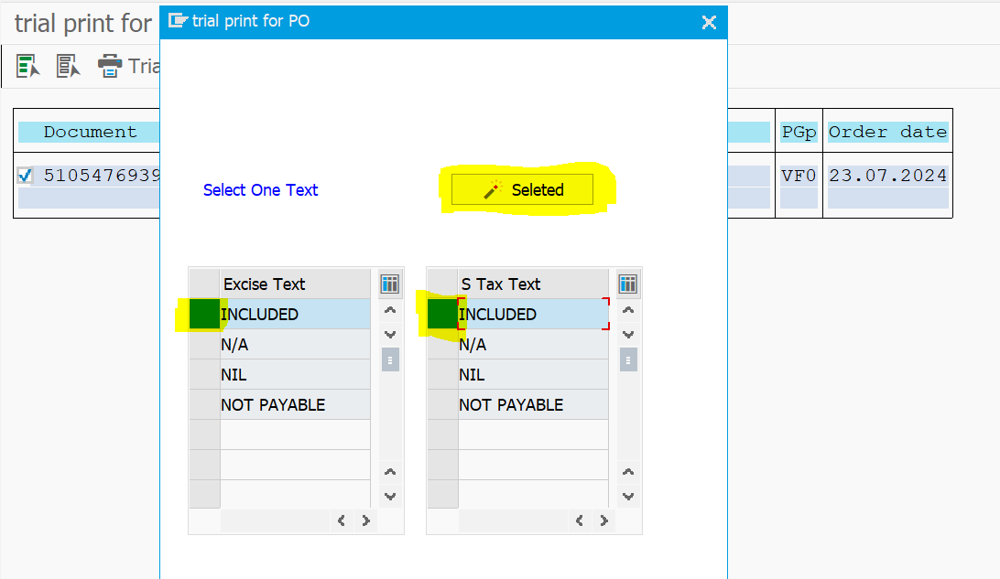 trial print for
trial print for PO
Tria
Document
PGp
Order date
5105476939
VF0
23.07.2024
Select One Text
Seleted
Excise Text
S Tax Text
INCLUDED
INCLUDED
N/A
N/A
NIL
NIL
NOT PAYABLE
NOT PAYABLE